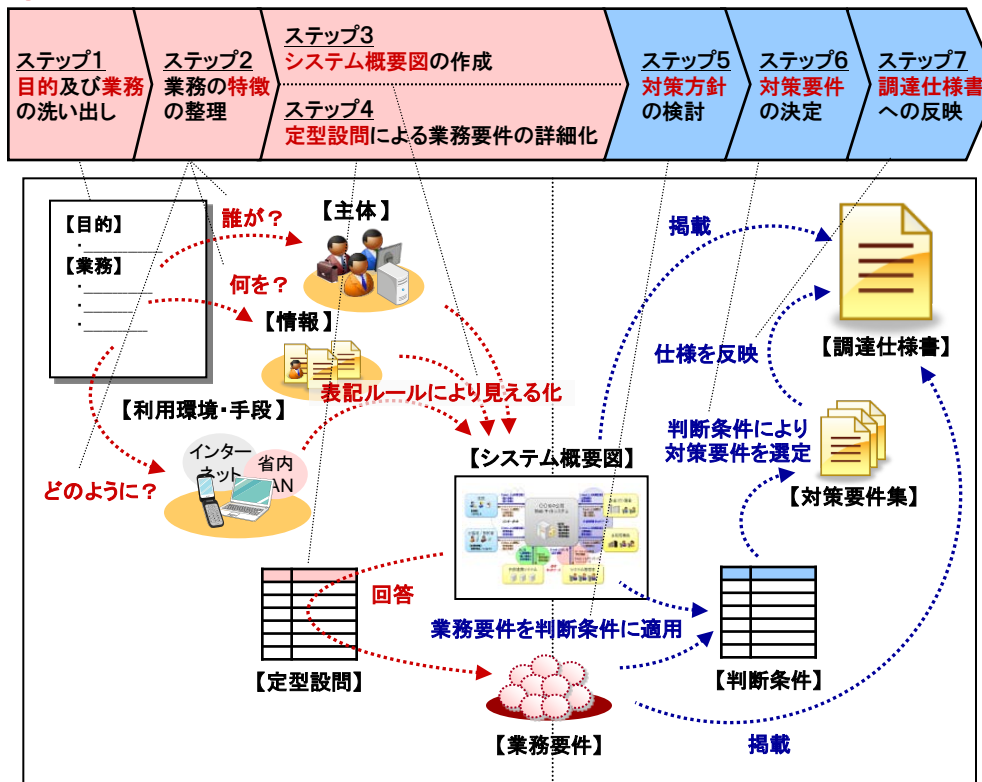 ステップ1
目的及び業務
の洗い出し
ステップ2
業務の特徴
の整理
ステップ3
システム概要図の作成
ステップ4
定型設問による業務要件の詳細化
ステップ5
対策方針
の検討
ステップ6
対策要件
の決定
ステップ7
調達仕様書
への反映
【目的】
・
【業務】
・
・
・
誰が？
【主体】
何を？
【情報】
表記ルールにより見える化
【利用環境・手段】
インター
ネット
省内
LAN
どのように？
【システム概要図】
回答
【定型設問】
業務要件を判断条件に適用
【業務要件】
掲載
【調達仕様書】
仕様を反映
判断条件により
対策要件を選定
【対策要件集】
【判断条件】
掲載